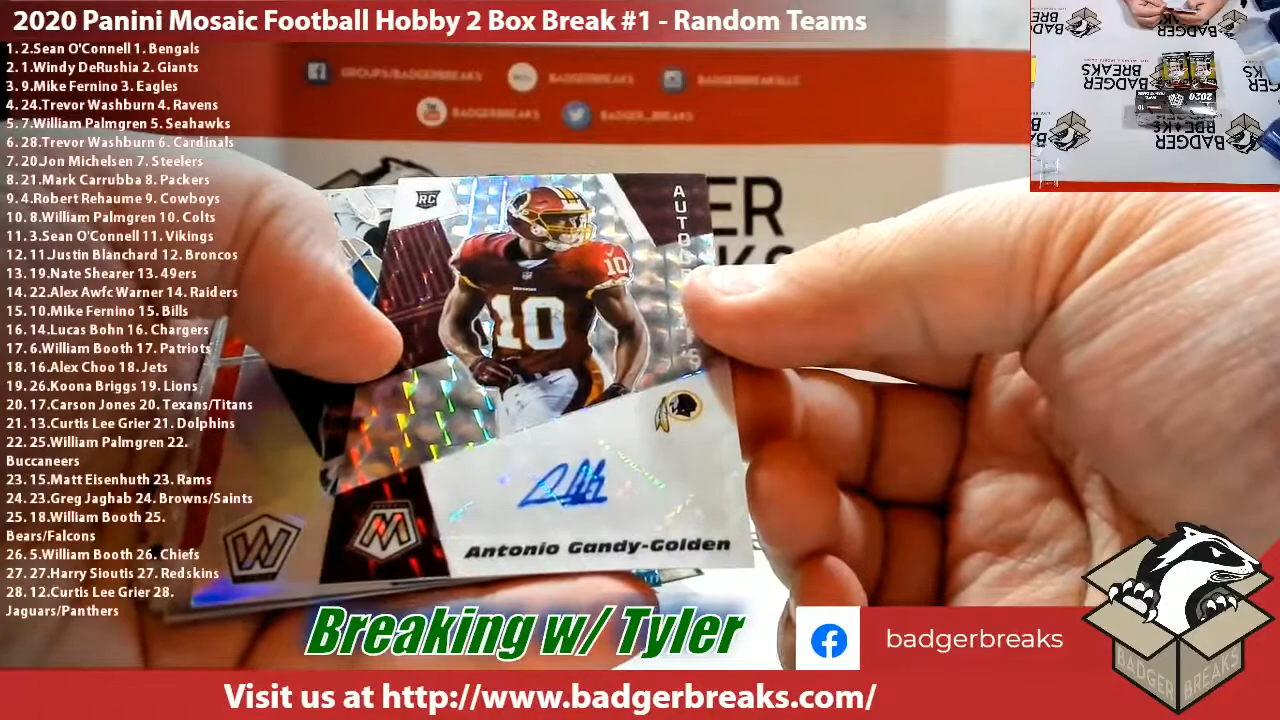 2020 Panini Mosaic Football Hobby 2 Box Break #1 - Random Teams
1. 2.Sean O'Connell 1. Bengals
2. 1.Windy DeRushia 2. Giants
3. 9.Mike Fernino 3. Eagles
4. 24.Trevor Washburn 4. Ravens
5. 7.William Palmgren 5. Seahawks
6. 28.Trevor Washburn 6. Cardinals
7. 20.Jon Michelsen 7. Steelers
8. 21.Mark Carrubba 8. Packers
9. 4.Robert Rehaume 9. Cowboys
10. 8.William Palmgren 10. Colts
11. 3.Sean O'Connell 11. Vikings
12. 11.Justin Blanchard 12. Broncos
13. 19.Nate Shearer 13. 49ers
14. 22.Alex Awfc Warner 14. Raiders
15. 10.Mike Fernino 15. Bills
16. 14.Lucas Bohn 16. Chargers
17. 6.William Booth 17. Patriots
18. 16.Alex Choo 18. Jets
19. 26.Koona Briggs 19. Lions
20. 17.Carson Jones 20. Texans/Titans
21. 13.Curtis Lee Grier 21. Dolphins
22. 25.William Palmgren 22.
Buccaneers
23. 15.Matt Eisenhuth 23. Rams
24. 23.Greg Jaghab 24. Browns/Saints
25. 18.William Booth 25.
Bears/Falcons
26. 5.William Booth 26. Chiefs
27. 27.Harry Sioutis 27. Redskins
28. 12.Curtis Lee Grier 28.
Jaguars/Panthers
GROUPS/BADGERBREAKS
BADGERBREAKS
BADGERBREAKSLLC
BADGERBREAKS
BADGER_BREAKS
RC
10
10
Antonio Gandy-Golden
BADGER
BREAKS
2020
Breaking w/ Tyler
badgerbreaks
BADGER BREAKS
Visit us at http://www.badgerbreaks.com/